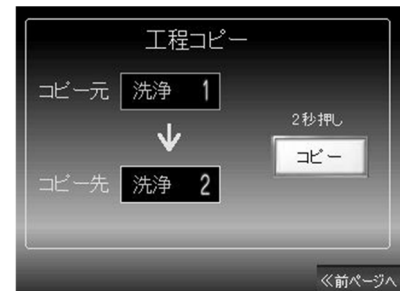 工程コピー
コピー元 洗浄 1
↓
2秒押し
コピー
コピー先 洗浄 2
≪前ページへ